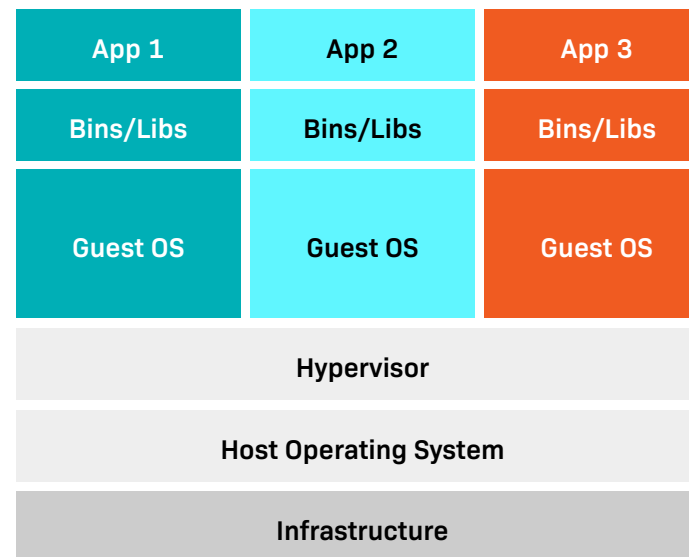 App 1
App 2
App 3
Bins/Libs
Bins/Libs
Bins/Libs
Guest OS
Guest OS
Guest OS
Hypervisor
Host Operating System
Infrastructure